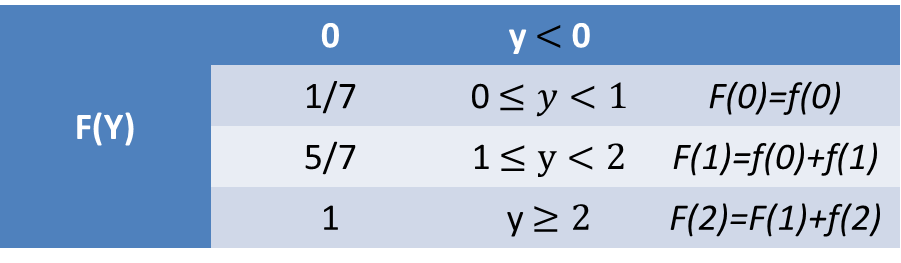 0 y < 0
F(Y)
1/7 0 ≤ y < 1 F(0)=f(0)
5/7 1 ≤ y < 2 F(1)=f(0)+f(1)
1 y ≥ 2 F(2)=F(1)+f(2)